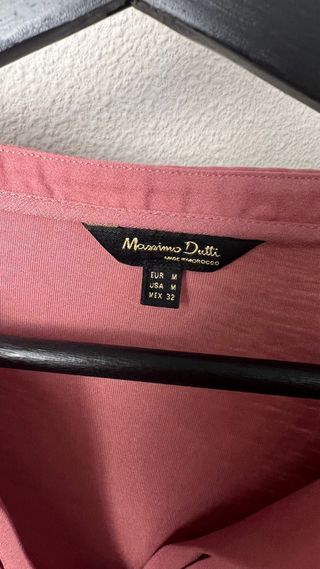 Massimo Dutti
MADE IN MOROCCO
EUR M
USA M
MEX 32